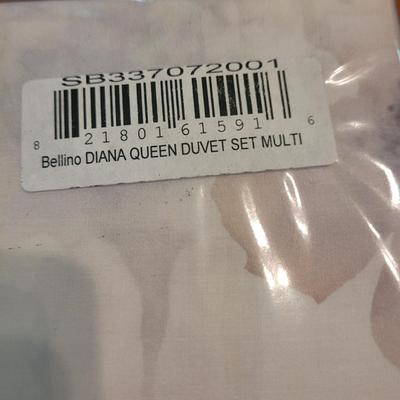 SB337072001
8 21801 61591 6
Bellino DIANA QUEEN DUVET SET MULTI